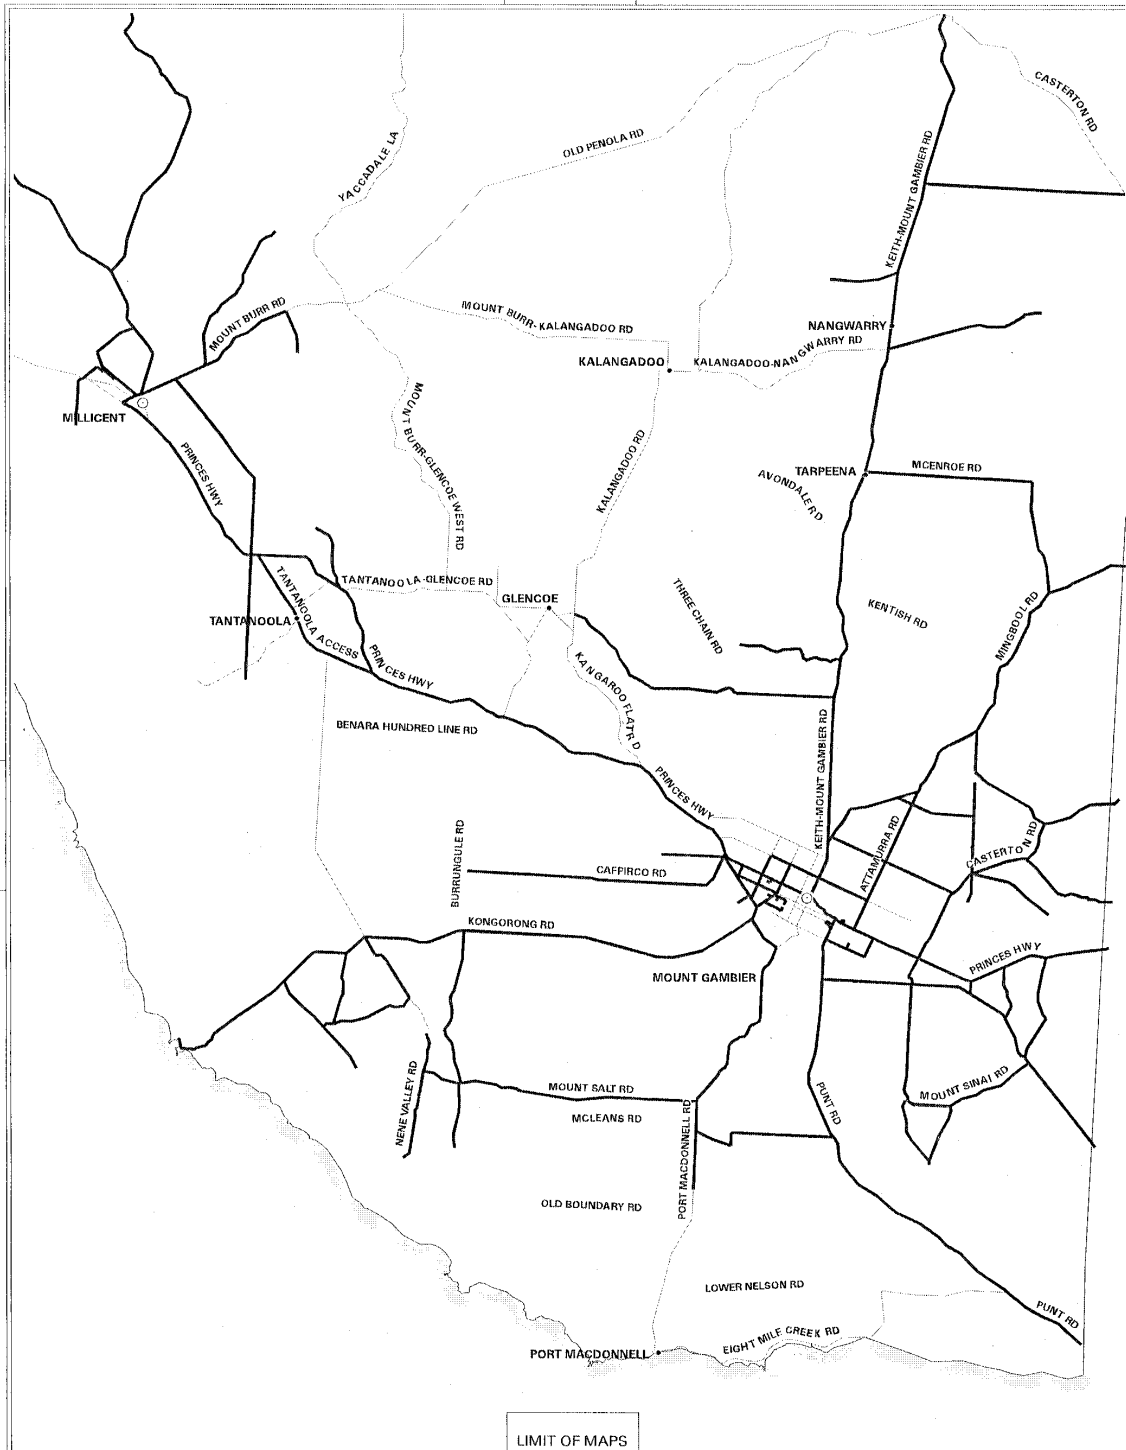 CASTERTON RD
OLD PENOLA RD
YACCADALE LA
KEITH-MOUNT GAMBIER RD
MOUNT BURR RD
MOUNT BURR-KALANGADOO RD
NANGWARRY
KALANGADOO
KALANGADOO-NANGWARRY RD
MILLICENT
MOUNT BURR-GLENCOE WEST RD
PRINCES HWY
KALANGADOO RD
TARPEENA
MCENROE RD
AVONDALE RD
TANTANOOLA-GLENCOE RD
GLENCOE
TANTANOOLA ACCESS
THREE CHAIN RD
KENTISH RD
MINGBOOL RD
TANTANOOLA
PRINCES HWY
KANGAROO FLAT RD
BENARA HUNDRED LINE RD
KEITH-MOUNT GAMBIER RD
PRINCES HWY
BURRUNGULE RD
CAFPIRCO RD
ATTAMURRA RD
CASTERTON RD
KONGORONG RD
PRINCES HWY
MOUNT GAMBIER
NENE VALLEY RD
MOUNT SALT RD
MCLEANS RD
PORT MACDONNELL RD
PUNT RD
MOUNT SINAI RD
OLD BOUNDARY RD
LOWER NELSON RD
PUNT RD
EIGHT MILE CREEK RD
PORT MACDONNELL
LIMIT OF MAPS